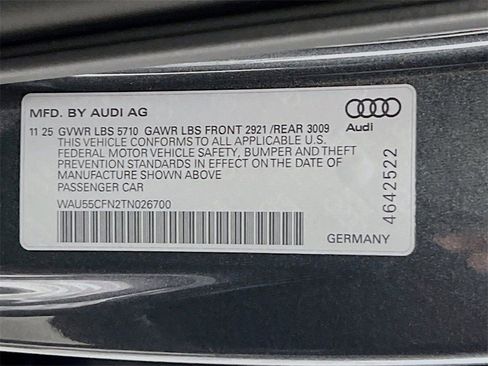 MFD. BY AUDI AG
11 25 GVWR LBS 5710 GAWR LBS FRONT 2921 /REAR 3009
THIS VEHICLE CONFORMS TO ALL APPLICABLE U.S.
FEDERAL MOTOR VEHICLE SAFETY, BUMPER AND THEFT
PREVENTION STANDARDS IN EFFECT ON THE DATE OF
MANUFACTURE SHOWN ABOVE
PASSENGER CAR
WAU55CFN2TN026700
Audi
4642522
GERMANY